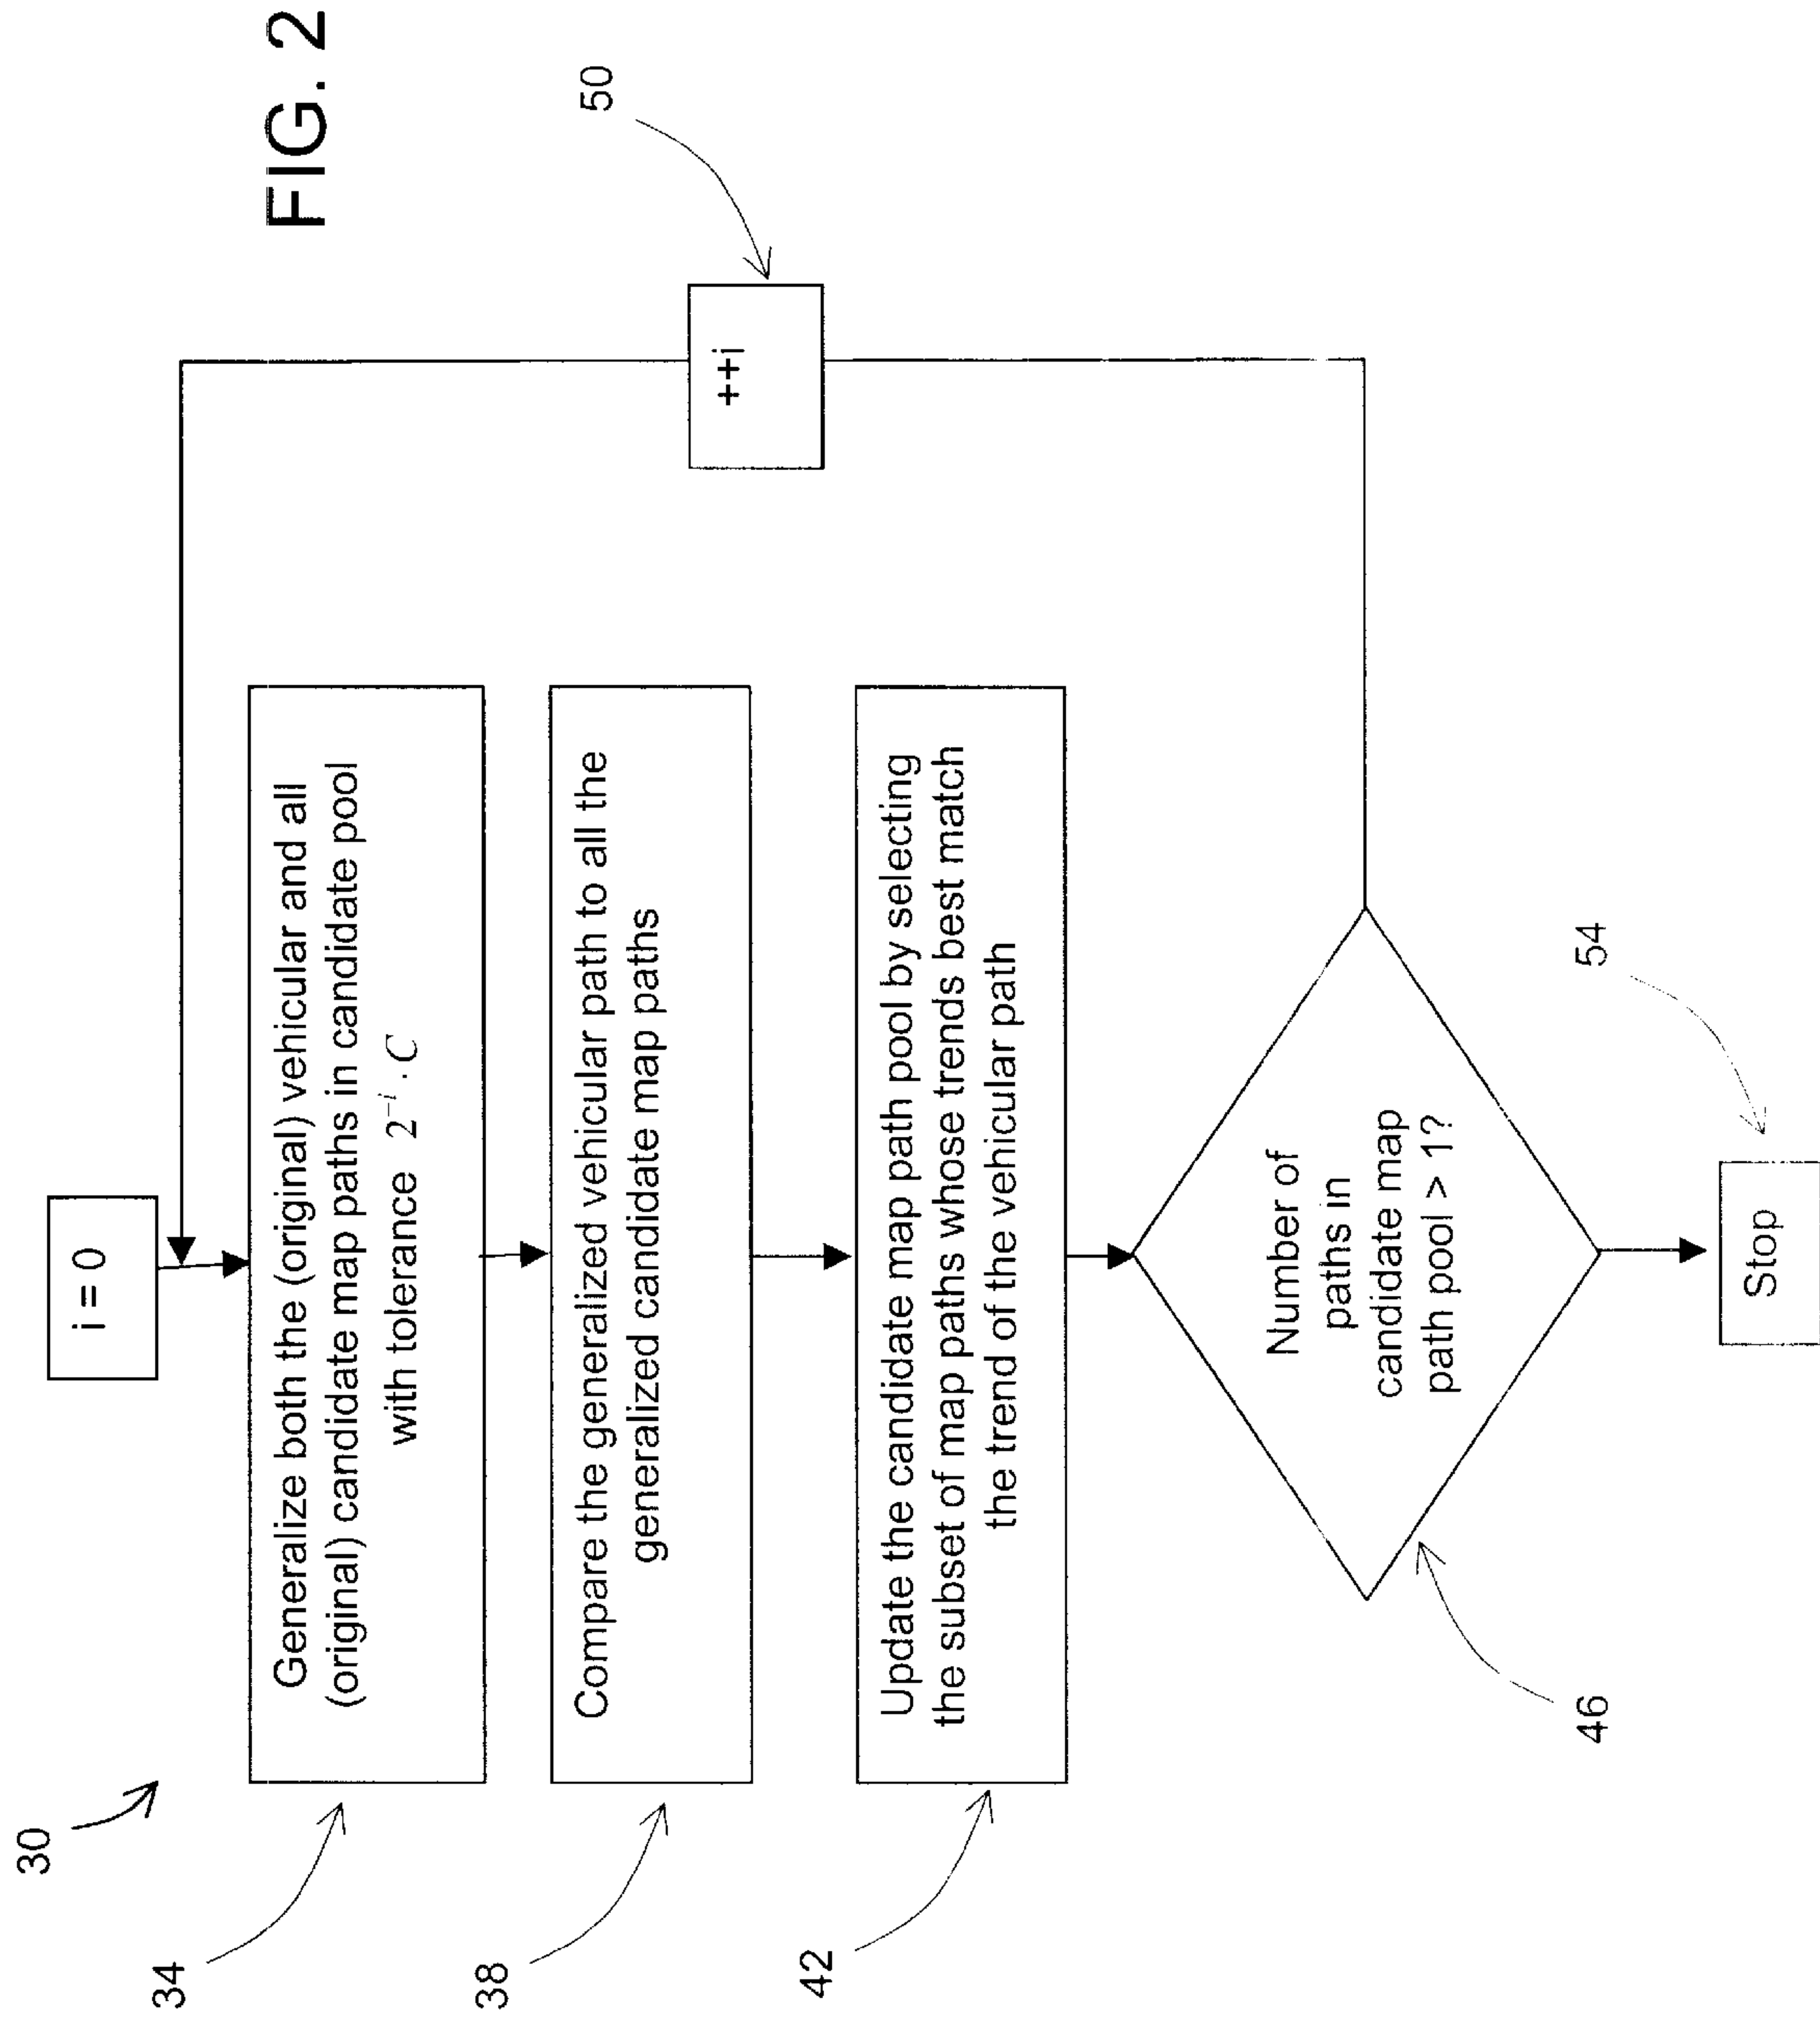 FIG. 2
30
i = 0
34
Generalize both the (original) vehicular and all
(original) candidate map paths in candidate pool
with tolerance 2⁻ⁱ · C
38
Compare the generalized vehicular path to all the
generalized candidate map paths
42
Update the candidate map path pool by selecting
the subset of map paths whose trends best match
the trend of the vehicular path
++i
50
46
Number of
paths in
candidate map
path pool > 1?
54
Stop